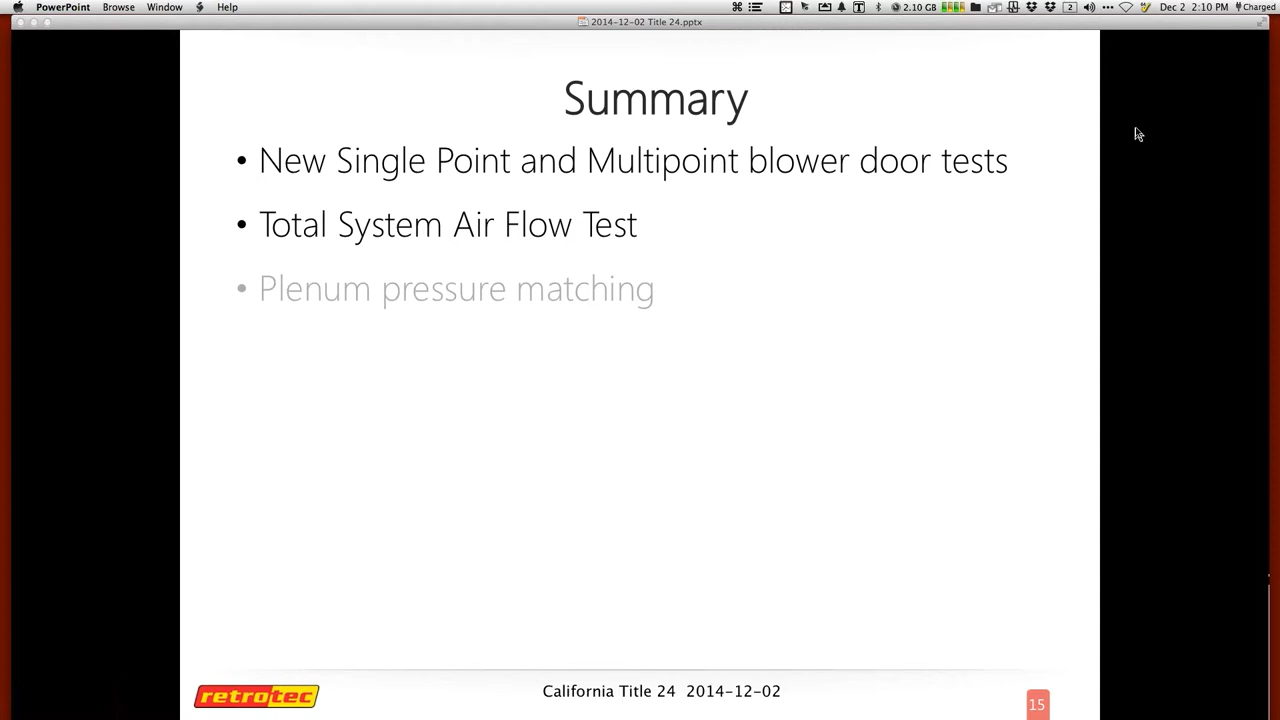 PowerPoint Browse Window Help 2.10 GB 2 Dec 2 2:10 PM Charged
2014-12-02 Title 24.pptx
Summary
• New Single Point and Multipoint blower door tests
• Total System Air Flow Test
• Plenum pressure matching
retrotec
California Title 24 2014-12-02
15